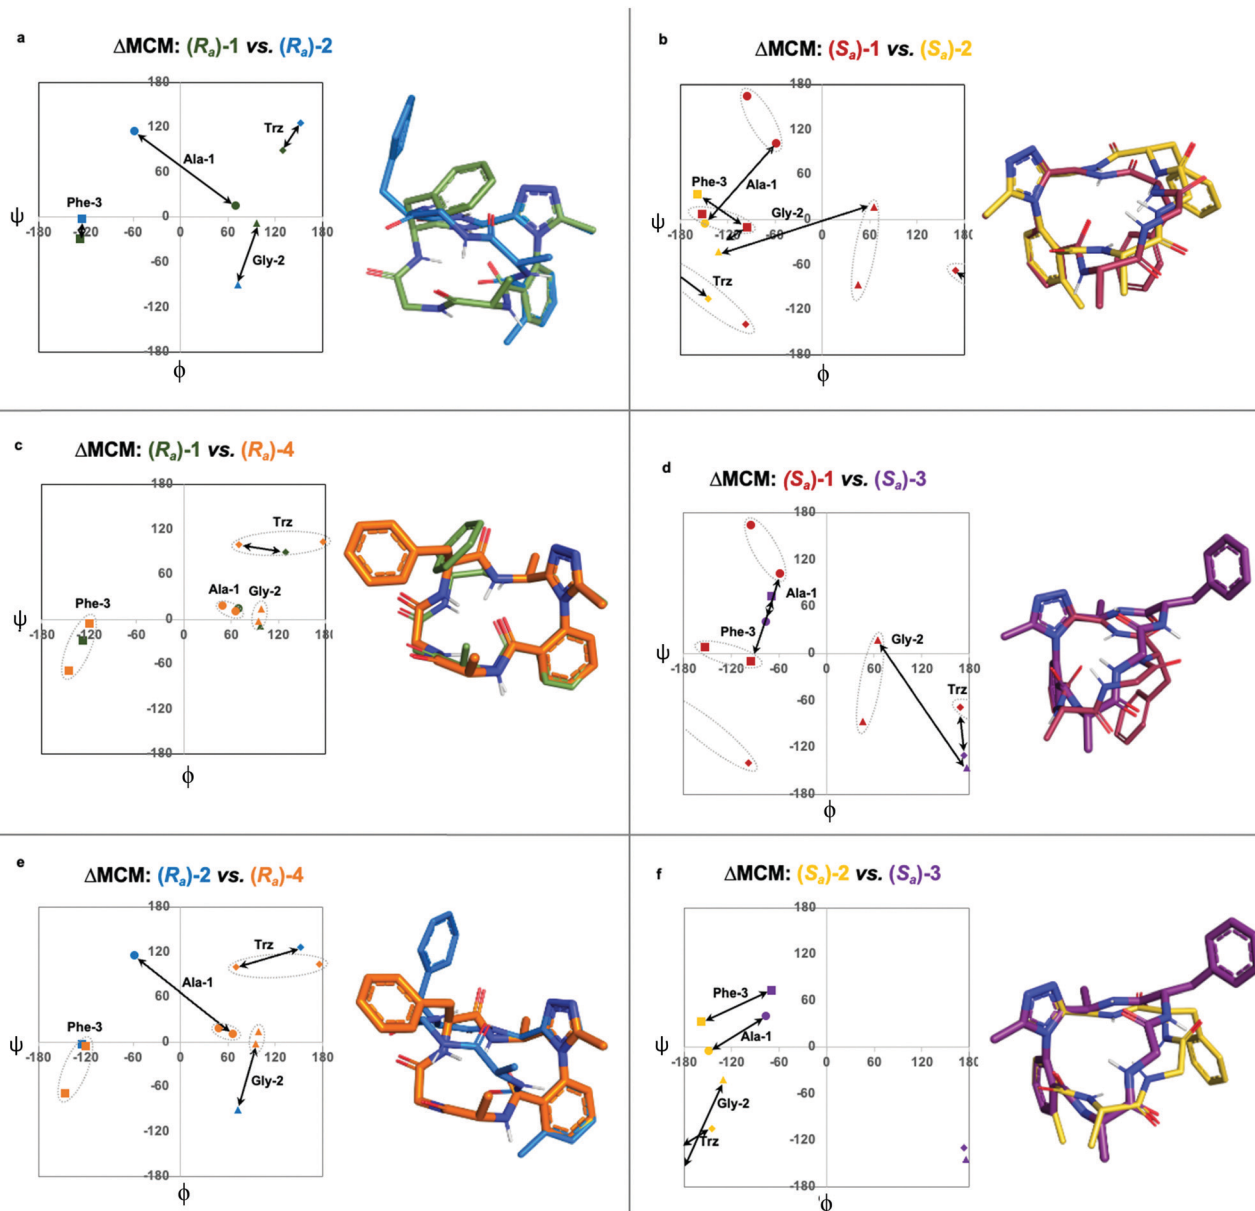 a
ΔMCM: (Rₐ)-1 vs. (Rₐ)-2
180
120
Trz
Ala-1
60
Phe-3
ψ
0
-180 -120 -60 0 60 120 180
-60
Gly-2
-120
-180
ϕ
b
ΔMCM: (Sₐ)-1 vs. (Sₐ)-2
180
120
60
Phe-3
Ala-1
Gly-2
ψ
0
-180 -120 -60 0 60 120 180
-60
Trz
-120
-180
ϕ
c
ΔMCM: (Rₐ)-1 vs. (Rₐ)-4
180
Trz
120
60
Ala-1 Gly-2
Phe-3
ψ
0
-180 -120 -60 0 60 120 180
-60
-120
-180
ϕ
d
ΔMCM: (Sₐ)-1 vs. (Sₐ)-3
180
120
Ala-1
60
Phe-3
Gly-2
ψ
0
-180 -120 -60 0 60 120 180
Trz
-60
-120
-180
ϕ
e
ΔMCM: (Rₐ)-2 vs. (Rₐ)-4
180
120
Trz
Ala-1
60
Phe-3
ψ
0
-180 -120 -60 0 60 120 180
-60
Gly-2
-120
-180
ϕ
f
ΔMCM: (Sₐ)-2 vs. (Sₐ)-3
180
120
Phe-3
60
Ala-1
ψ
0
-180 -120 -60 0 60 120 180
-60
Gly-2
Trz
-120
-180
ϕ